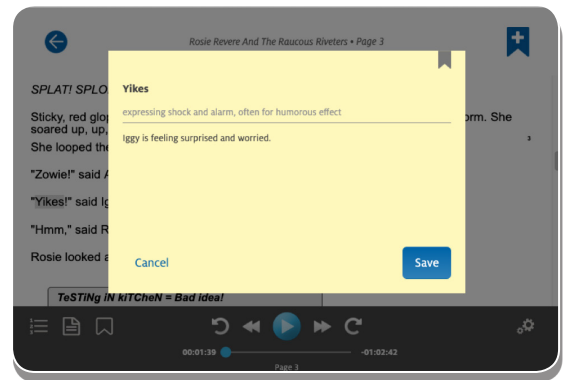 Rosie Revere And The Raucous Riveters • Page 3
SPLAT! SPLO
Yikes
expressing shock and alarm, often for humorous effect
Iggy is feeling surprised and worried.
Sticky, red glop orm. She
soared up, up,
3
She looped the
"Zowie!" said A
"Yikes!" said Ig
"Hmm," said R
Rosie looked a
Cancel
Save
TeSTiNg iN kiTCheN = Bad idea!
00:01:39 -01:02:42
Page 3